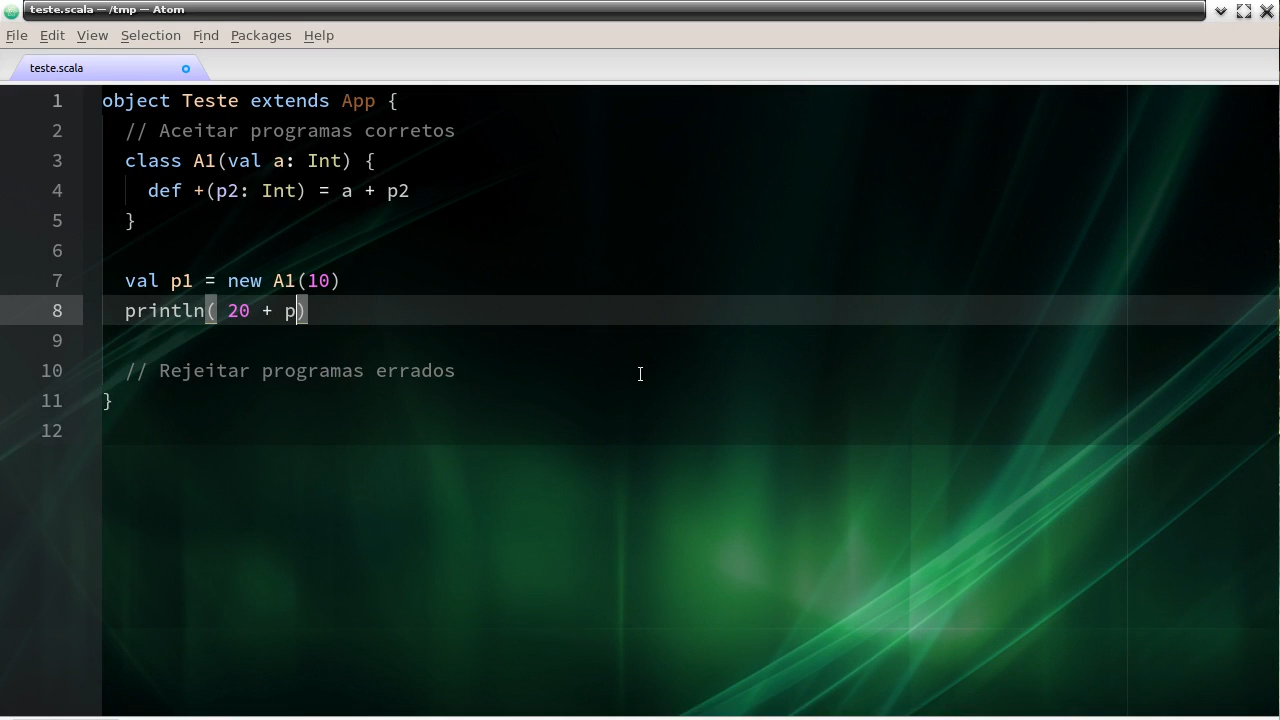 teste.scala — /tmp — Atom
File Edit View Selection Find Packages Help
teste.scala
1 object Teste extends App {
2 // Aceitar programas corretos
3 class A1(val a: Int) {
4 def +(p2: Int) = a + p2
5 }
6
7 val p1 = new A1(10)
8 println( 20 + p)
9
10 // Rejeitar programas errados
11 }
12